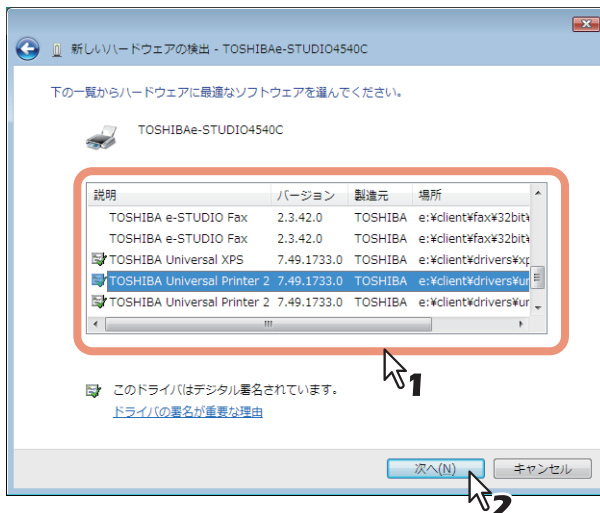 新しいハードウェアの検出 - TOSHIBAe-STUDIO4540C
下の一覧からハードウェアに最適なソフトウェアを選んでください。
TOSHIBAe-STUDIO4540C
説明 バージョン 製造元 場所
TOSHIBA e-STUDIO Fax 2.3.42.0 TOSHIBA e:¥client¥fax¥32bit¥
TOSHIBA e-STUDIO Fax 2.3.42.0 TOSHIBA e:¥client¥fax¥32bit¥
TOSHIBA Universal XPS 7.49.1733.0 TOSHIBA e:¥client¥drivers¥xp
TOSHIBA Universal Printer 2 7.49.1733.0 TOSHIBA e:¥client¥drivers¥un
TOSHIBA Universal Printer 2 7.49.1733.0 TOSHIBA e:¥client¥drivers¥un
1
このドライバはデジタル署名されています。
ドライバの署名が重要な理由
次へ(N) キャンセル
2